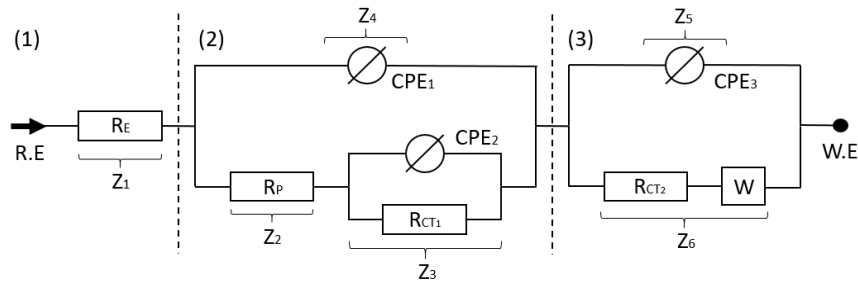 (1)
R.E
RE
Z1
(2)
Z4
CPE1
RP
Z2
CPE2
RCT1
Z3
(3)
Z5
CPE3
RCT2
W
Z6
W.E